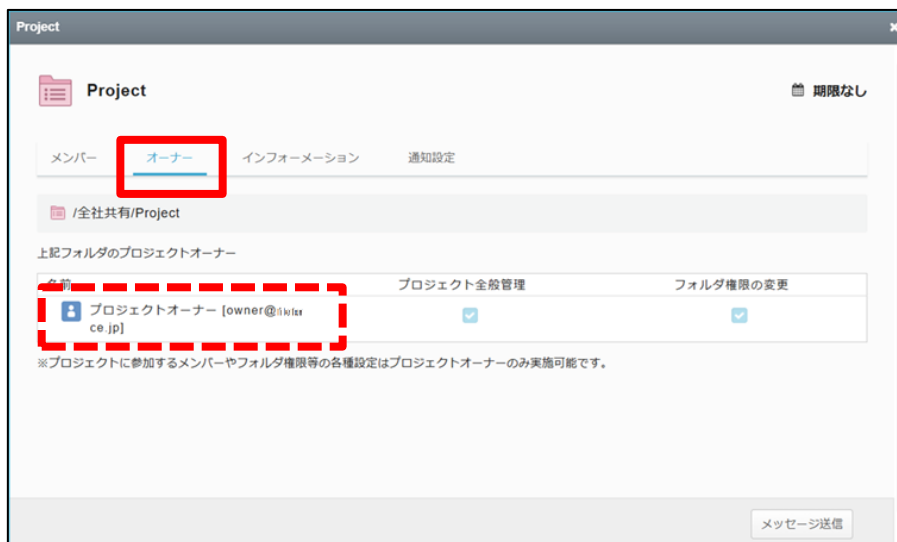 Project
Project
期限なし
メンバー オーナー インフォーメーション 通知設定
/全社共有/Project
上記フォルダのプロジェクトオーナー
名前 プロジェクト全般管理 フォルダ権限の変更
プロジェクトオーナー [owner@
ce.jp]
※プロジェクトに参加するメンバーやフォルダ権限等の各種設定はプロジェクトオーナーのみ実施可能です。
メッセージ送信